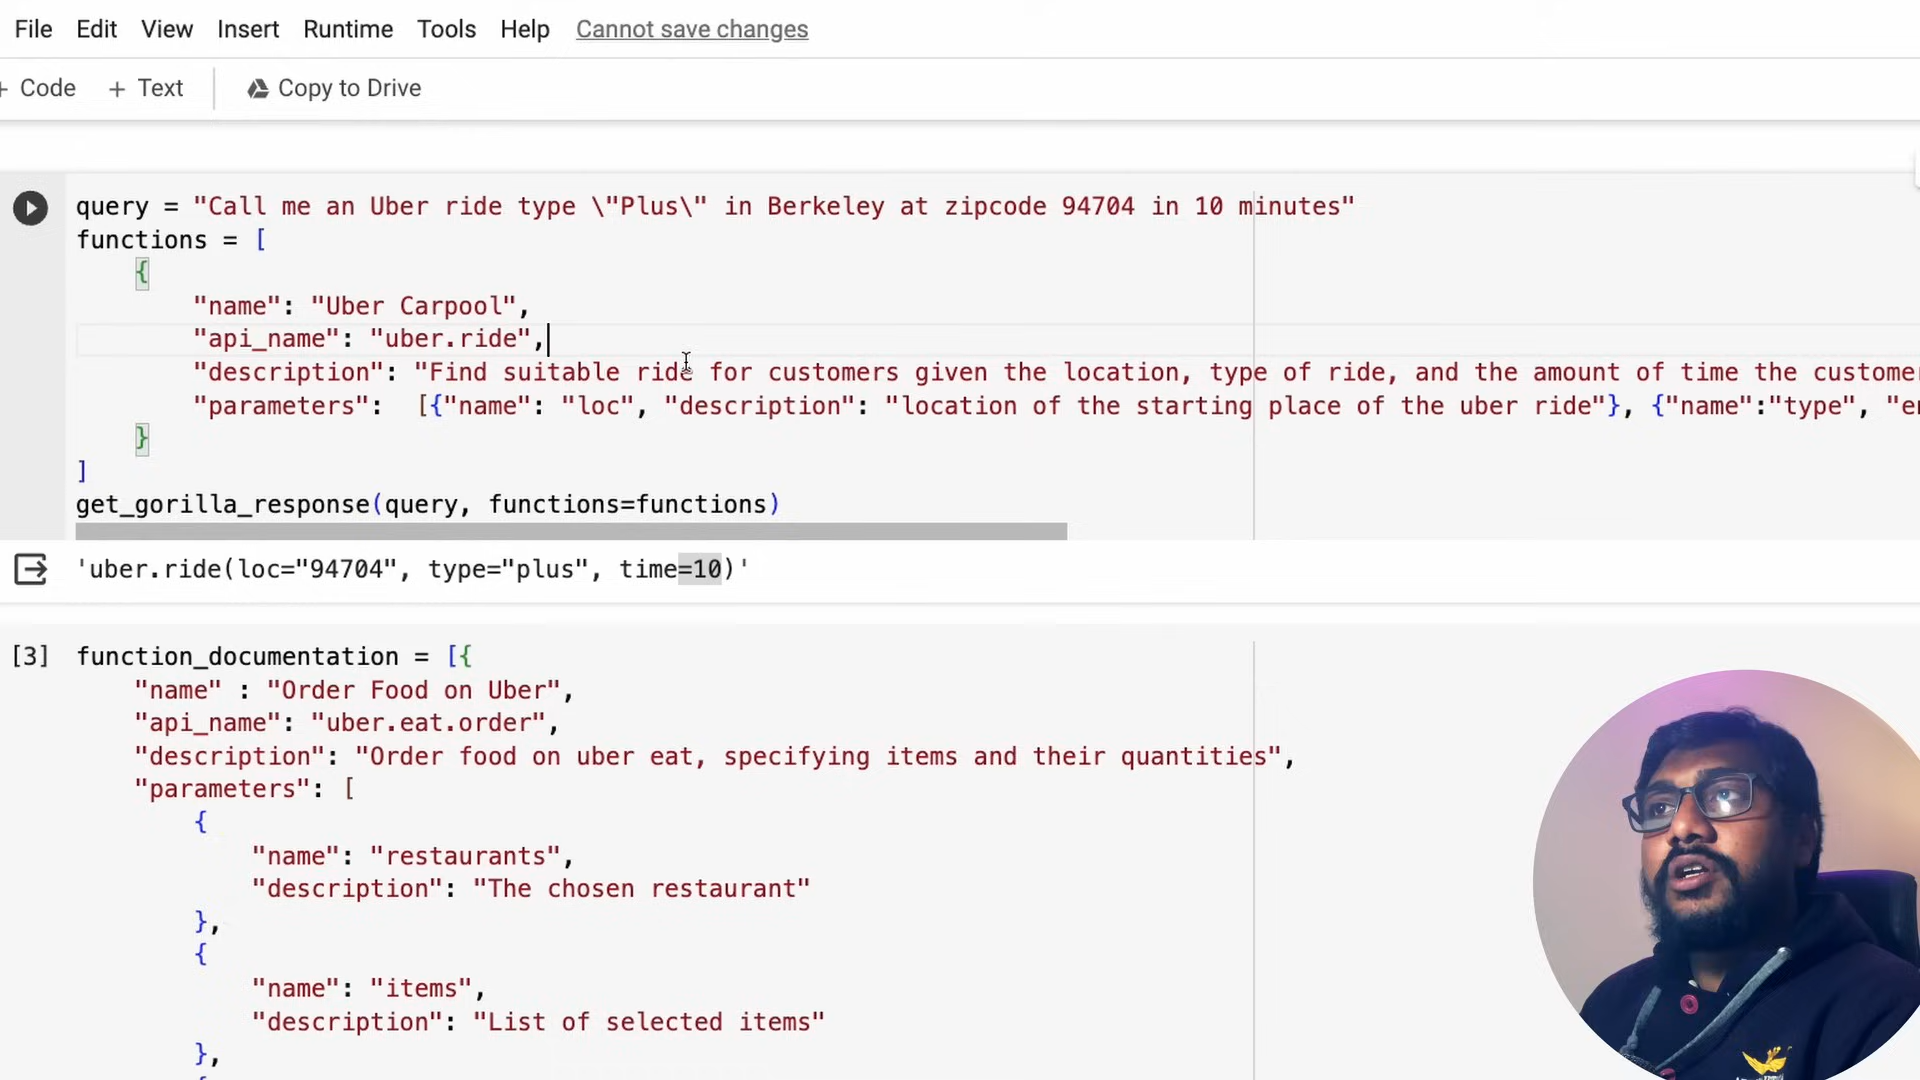 File Edit View Insert Runtime Tools Help Cannot save changes
+ Code + Text Copy to Drive
query = "Call me an Uber ride type \"Plus\" in Berkeley at zipcode 94704 in 10 minutes"
functions = [
{
"name": "Uber Carpool",
"api_name": "uber.ride",
"description": "Find suitable ride for customers given the location, type of ride, and the amount of time the custome
"parameters":  [{"name": "loc", "description": "location of the starting place of the uber ride"}, {"name":"type", "e
}
]
get_gorilla_response(query, functions=functions)
'uber.ride(loc="94704", type="plus", time=10)'
[3] function_documentation = [{
"name" : "Order Food on Uber",
"api_name": "uber.eat.order",
"description": "Order food on uber eat, specifying items and their quantities",
"parameters": [
{
"name": "restaurants",
"description": "The chosen restaurant"
},
{
"name": "items",
"description": "List of selected items"
},